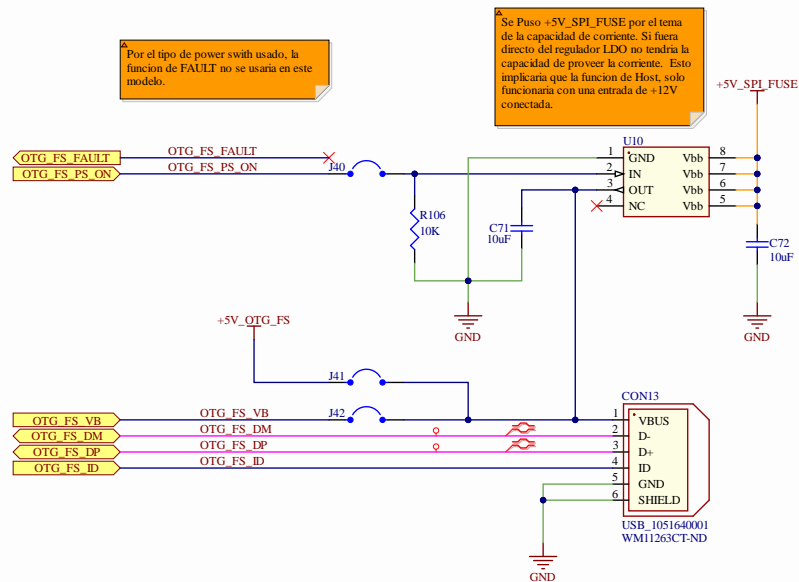 Por el tipo de power swith usado, la
funcion de FAULT no se usaria en este
modelo.
Se Puso +5V_SPI_FUSE por el tema
de la capacidad de corriente. Si fuera
directo del regulador LDO no tendria la
capacidad de proveer la corriente. Esto
implicaria que la funcion de Host, solo
funcionaria con una entrada de +12V
conectada.
+5V_SPI_FUSE
OTG_FS_FAULT
OTG_FS_FAULT
OTG_FS_PS_ON
OTG_FS_PS_ON
J40
U10
1 GND Vbb 8
2 IN Vbb 7
3 OUT Vbb 6
4 NC Vbb 5
R106
10K
C71
10uF
C72
10uF
GND
GND
+5V_OTG_FS
J41
J42
OTG_FS_VB
OTG_FS_VB
OTG_FS_DM
OTG_FS_DM
OTG_FS_DP
OTG_FS_DP
OTG_FS_ID
OTG_FS_ID
CON13
1 VBUS
2 D-
3 D+
4 ID
5 GND
6 SHIELD
USB_1051640001
WM11263CT-ND
GND